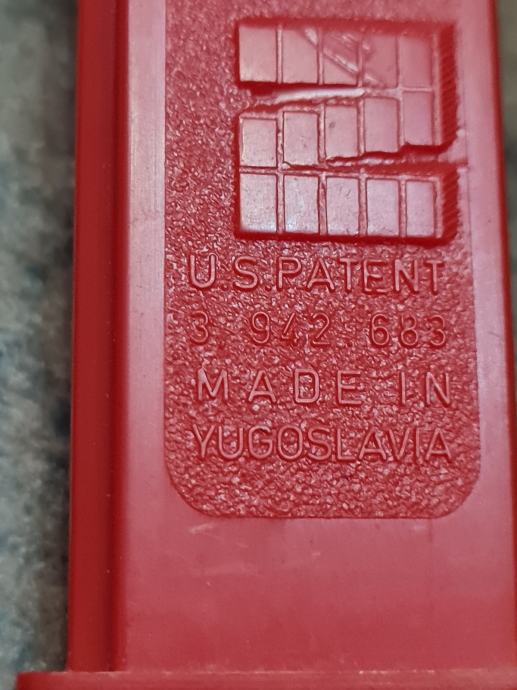 U.S.PATENT
3. 942 683
MADE IN
YUGOSLAVIA